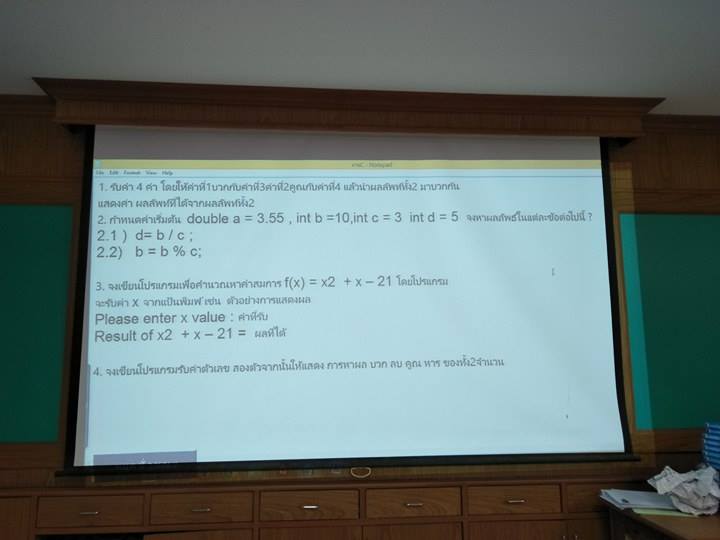 งานC - Notepad
File Edit Format View Help
1. รับค่า 4 ค่า โดยให้ค่าที่1บวกกับค่าที่3ค่าที่2คูณกับค่าที่4 แล้วนำผลลัพท์ทั้ง2 มาบวกกัน
แสดงค่า ผลลัพท์ที่ได้จากผลลัพท์ทั้ง2
2. กำหนดค่าเริ่มต้น double a = 3.55 , int b =10,int c = 3 int d = 5 จงหาผลลัพธ์ในแต่ละข้อต่อไปนี้ ?
2.1 ) d= b / c ;
2.2) b = b % c;
3. จงเขียนโปรแกรมเพื่อคำนวณหาค่าสมการ f(x) = x2 + x – 21 โดยโปรแกรม
จะรับค่า x จากแป้นพิมพ์ เช่น ตัวอย่างการแสดงผล
Please enter x value : ค่าที่รับ
Result of x2 + x – 21 = ผลที่ได้
4. จงเขียนโปรแกรมรับค่าตัวเลข สองตัวจากนั้นให้แสดง การหาผล บวก ลบ คูณ หาร ของทั้ง2จำนวน